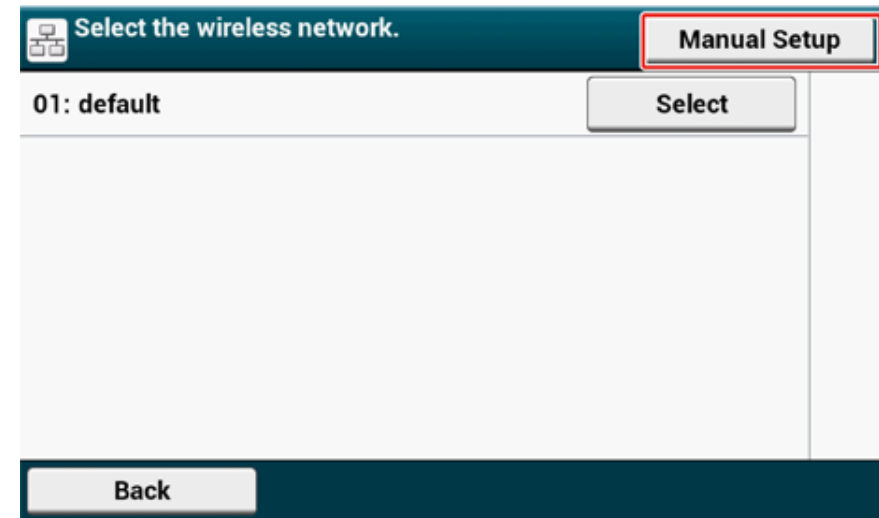 Select the wireless network.
Manual Setup
01: default
Select
Back